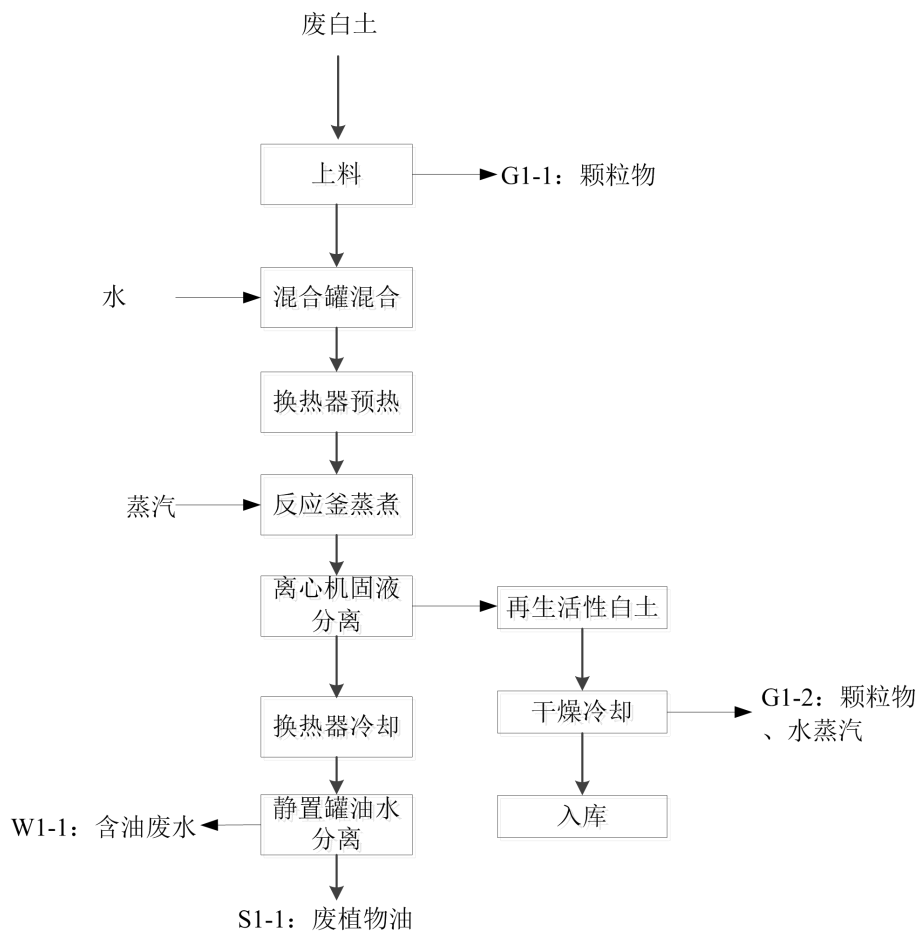 废白土
上料
G1-1：颗粒物
水
混合罐混合
换热器预热
蒸汽
反应釜蒸煮
离心机固液
分离
再生活性白土
换热器冷却
干燥冷却
G1-2：颗粒物
、水蒸汽
静置罐油水
分离
W1-1：含油废水
入库
S1-1：废植物油